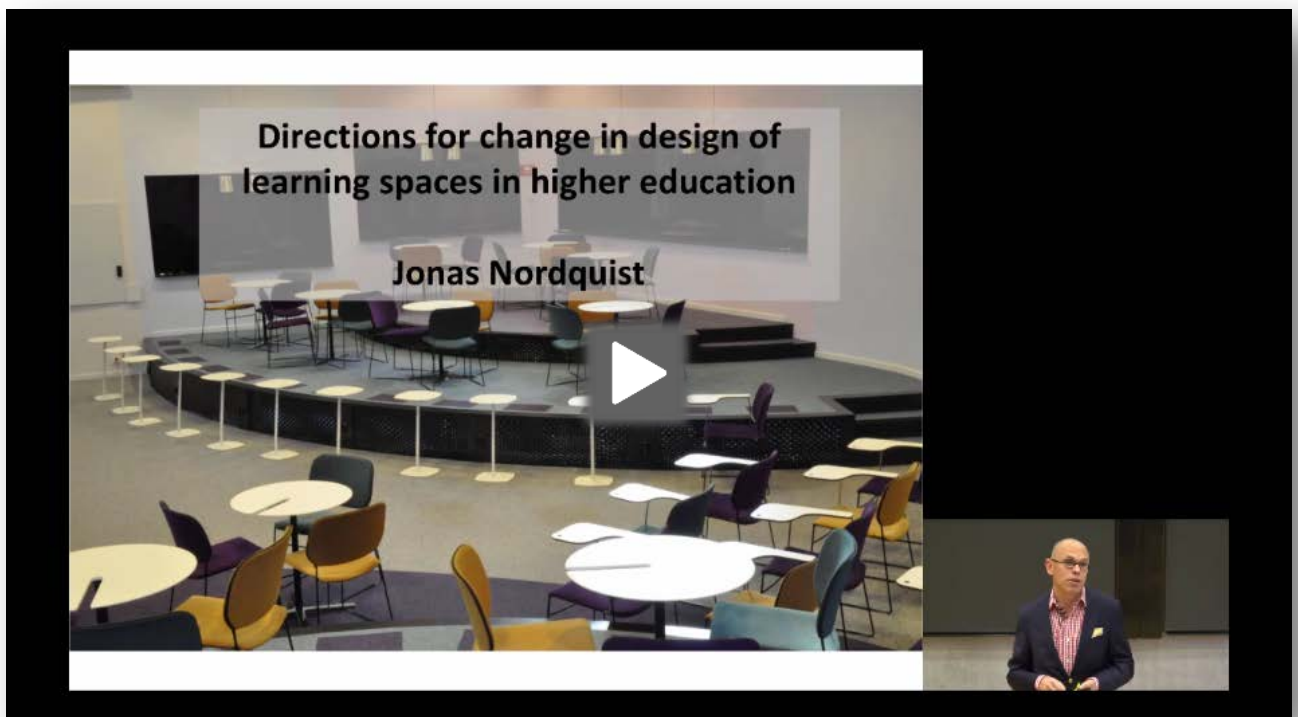 Directions for change in design of
learning spaces in higher education
Jonas Nordquist